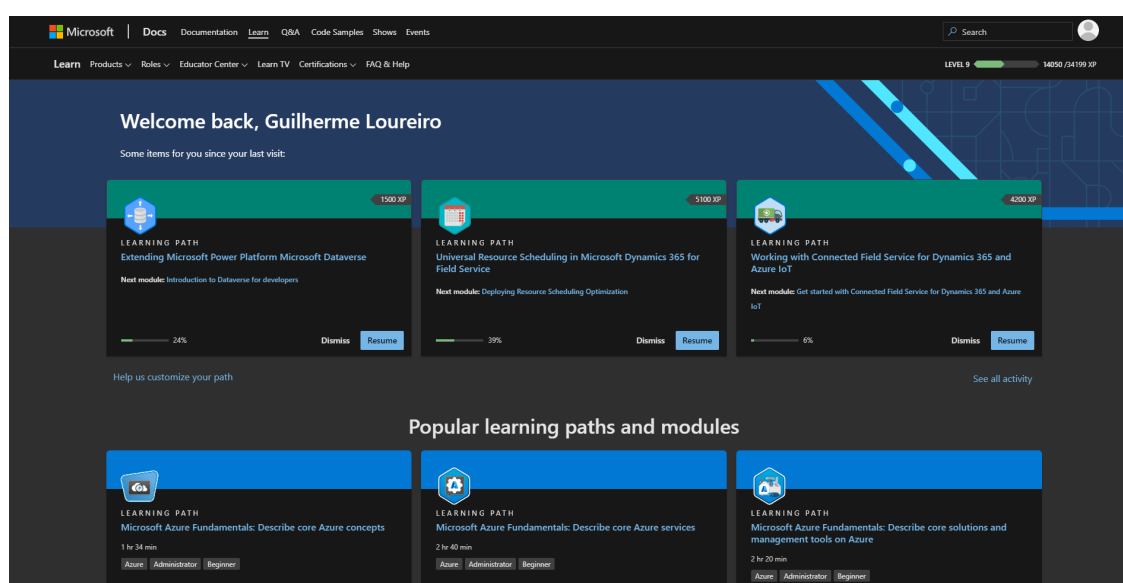 Microsoft Docs Documentation Learn Q&A Code Samples Shows Events Search
Learn Products Roles Educator Center Learn TV Certifications FAQ & Help LEVEL 9 14050 /34199 XP
Welcome back, Guilherme Loureiro
Some items for you since your last visit:
1500 XP
LEARNING PATH
Extending Microsoft Power Platform Microsoft Dataverse
Next module: Introduction to Dataverse for developers
24% Dismiss Resume
5100 XP
LEARNING PATH
Universal Resource Scheduling in Microsoft Dynamics 365 for
Field Service
Next module: Deploying Resource Scheduling Optimization
39% Dismiss Resume
4200 XP
LEARNING PATH
Working with Connected Field Service for Dynamics 365 and
Azure IoT
Next module: Get started with Connected Field Service for Dynamics 365 and Azure
IoT
6% Dismiss Resume
Help us customize your path See all activity
Popular learning paths and modules
LEARNING PATH
Microsoft Azure Fundamentals: Describe core Azure concepts
1 hr 34 min
Azure Administrator Beginner
LEARNING PATH
Microsoft Azure Fundamentals: Describe core Azure services
2 hr 40 min
Azure Administrator Beginner
LEARNING PATH
Microsoft Azure Fundamentals: Describe core solutions and
management tools on Azure
2 hr 20 min
Azure Administrator Beginner